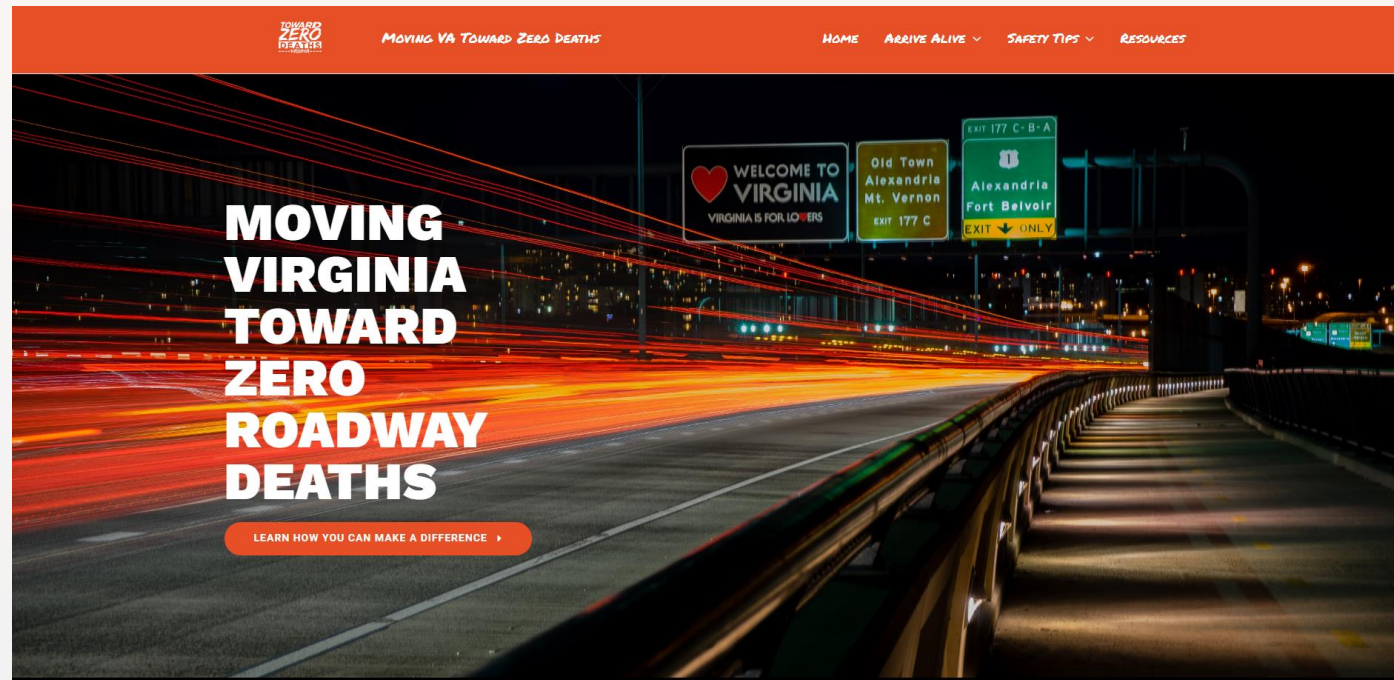 TOWARD
ZERO
DEATHS
Moving VA Toward Zero Deaths
Home
Arrive Alive
Safety Tips
Resources
EXIT 177 C-B-A
1
Alexandria
Fort Belvoir
EXIT ONLY
WELCOME TO
VIRGINIA
VIRGINIA IS FOR LOVERS
Old Town
Alexandria
Mt. Vernon
EXIT 177 C
MOVING
VIRGINIA
TOWARD
ZERO
ROADWAY
DEATHS
LEARN HOW YOU CAN MAKE A DIFFERENCE